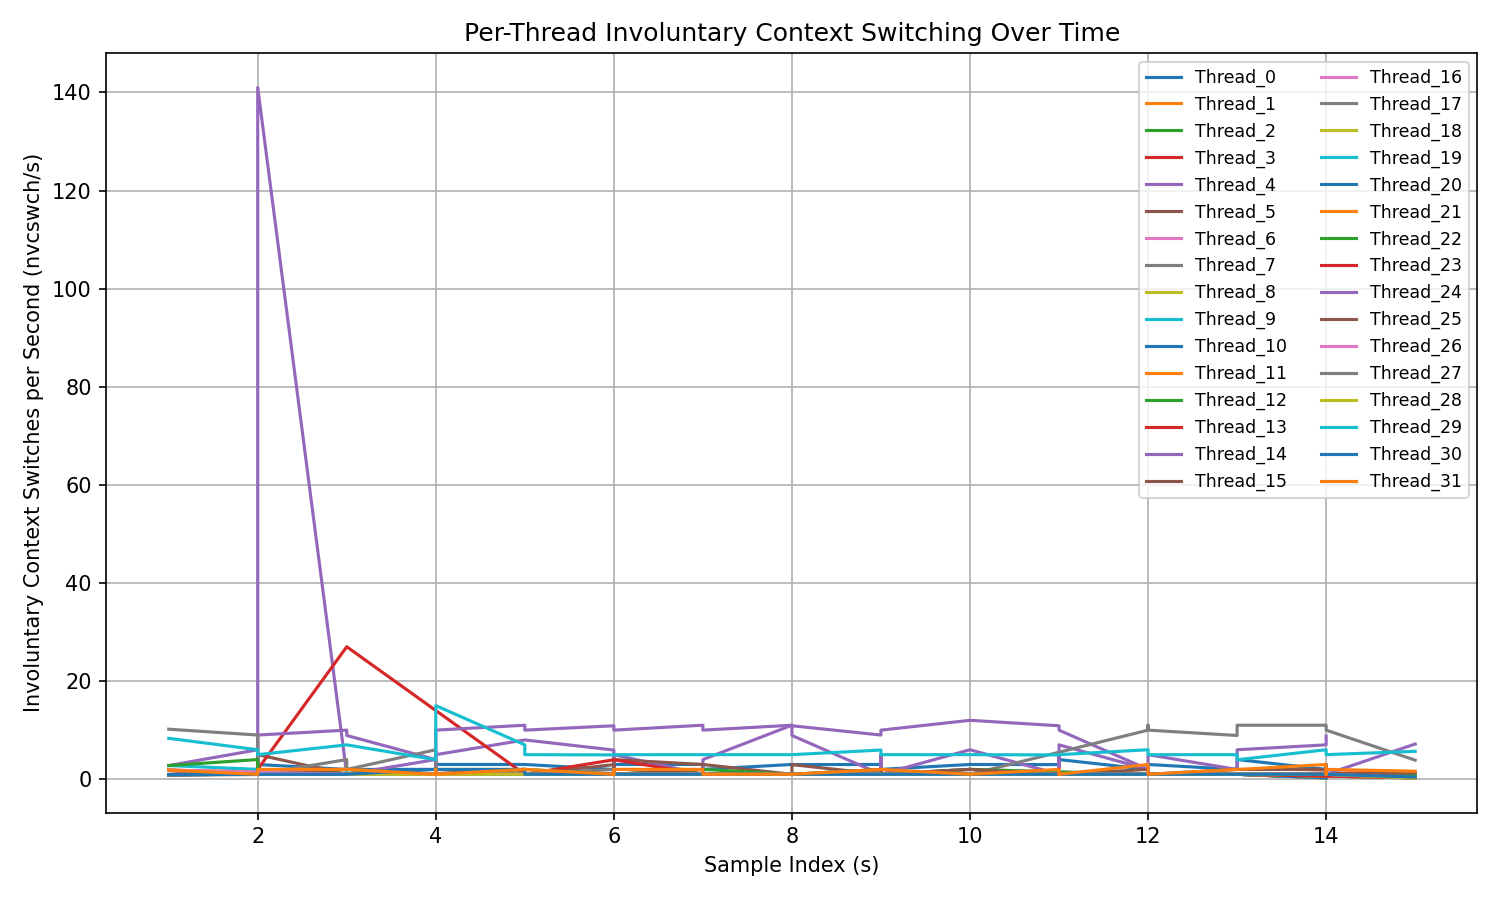 Per-Thread Involuntary Context Switching Over Time
Involuntary Context Switches per Second (nvcswch/s)
140
120
100
80
60
40
20
0
2
4
6
8
10
12
14
Sample Index (s)
Thread_0
Thread_1
Thread_2
Thread_3
Thread_4
Thread_5
Thread_6
Thread_7
Thread_8
Thread_9
Thread_10
Thread_11
Thread_12
Thread_13
Thread_14
Thread_15
Thread_16
Thread_17
Thread_18
Thread_19
Thread_20
Thread_21
Thread_22
Thread_23
Thread_24
Thread_25
Thread_26
Thread_27
Thread_28
Thread_29
Thread_30
Thread_31